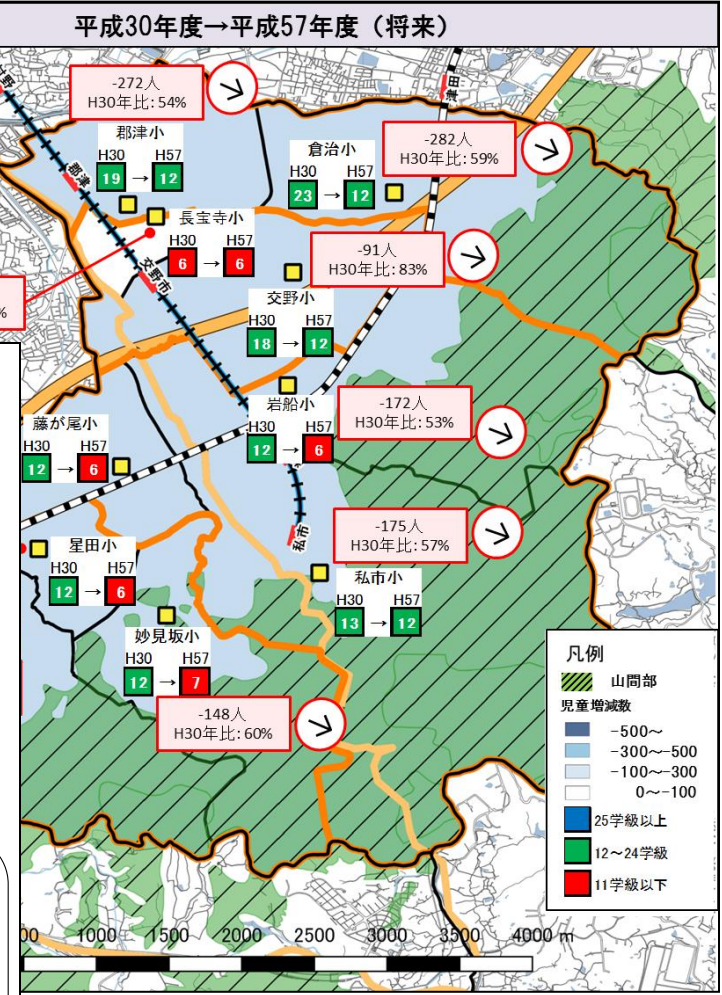 平成30年度→平成57年度（将来）
津田
-272人
H30年比: 54%
郡津小
H30 H57
19 → 12
郡津
-282人
H30年比: 59%
倉治小
H30 H57
23 → 12
長宝寺小
H30 H57
6 → 6
交野市
-91人
H30年比: 83%
%
交野小
H30 H57
18 → 12
岩船小
H30 H57
12 → 6
-172人
H30年比: 53%
藤が尾小
H30 H57
12 → 6
私市
-175人
H30年比: 57%
星田小
H30 H57
12 → 6
私市小
H30 H57
13 → 12
妙見坂小
H30 H57
12 → 7
-148人
H30年比: 60%
凡例
山間部
児童増減数
-500～
-300～-500
-100～-300
0～-100
25学級以上
12～24学級
11学級以下
00 1000 1500 2000 2500 3000 3500 4000 m